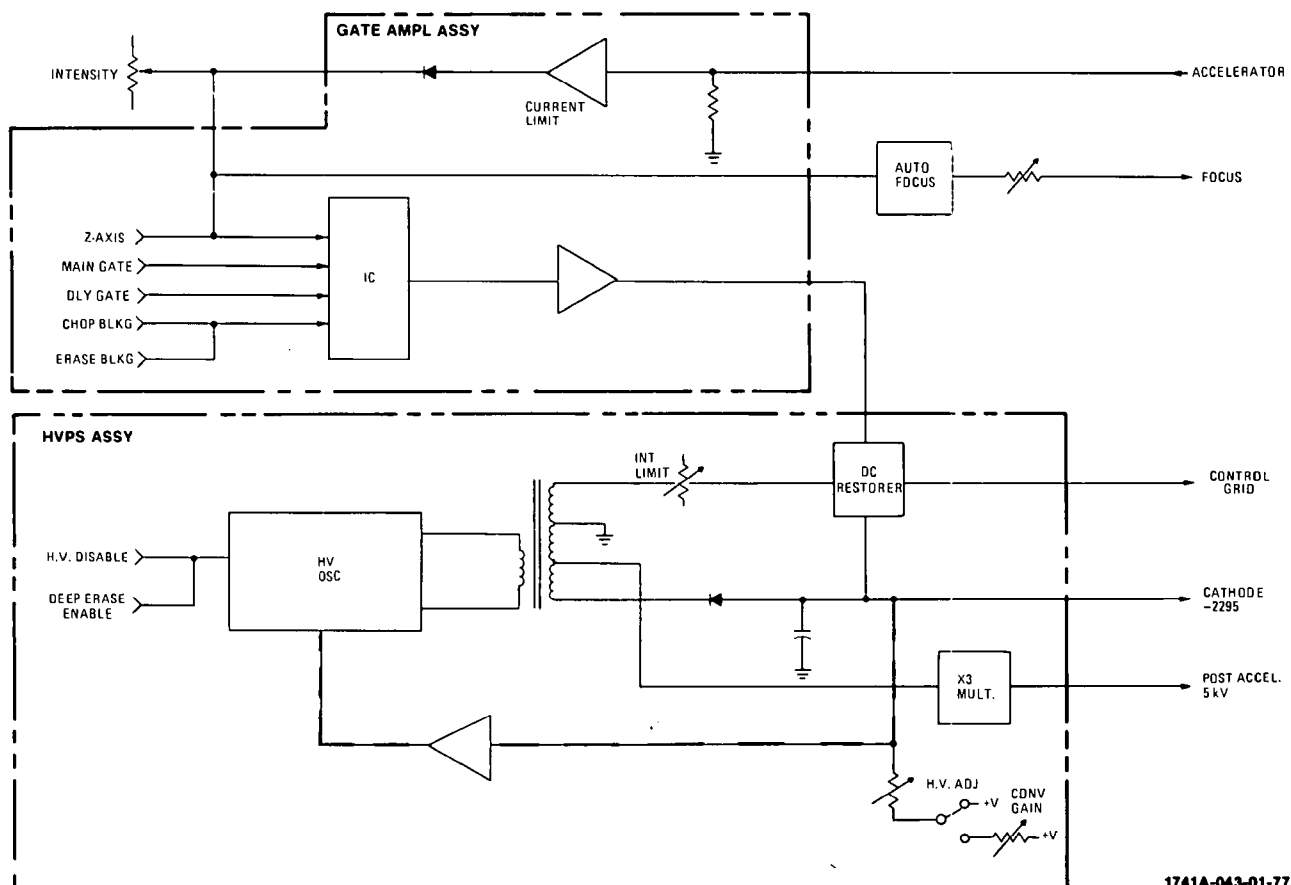 GATE AMPL ASSY
INTENSITY
CURRENT
LIMIT
ACCELERATOR
AUTO
FOCUS
FOCUS
Z-AXIS
MAIN GATE
DLY GATE
CHOP BLKG
ERASE BLKG
IC
HVPS ASSY
INT
LIMIT
DC
RESTORER
CONTROL
GRID
H.V. DISABLE
DEEP ERASE
ENABLE
HV
OSC
CATHODE
-2295
X3
MULT.
POST ACCEL.
5 kV
H.V. ADJ
+V
CONV
GAIN
+V
1741A-043-01-77